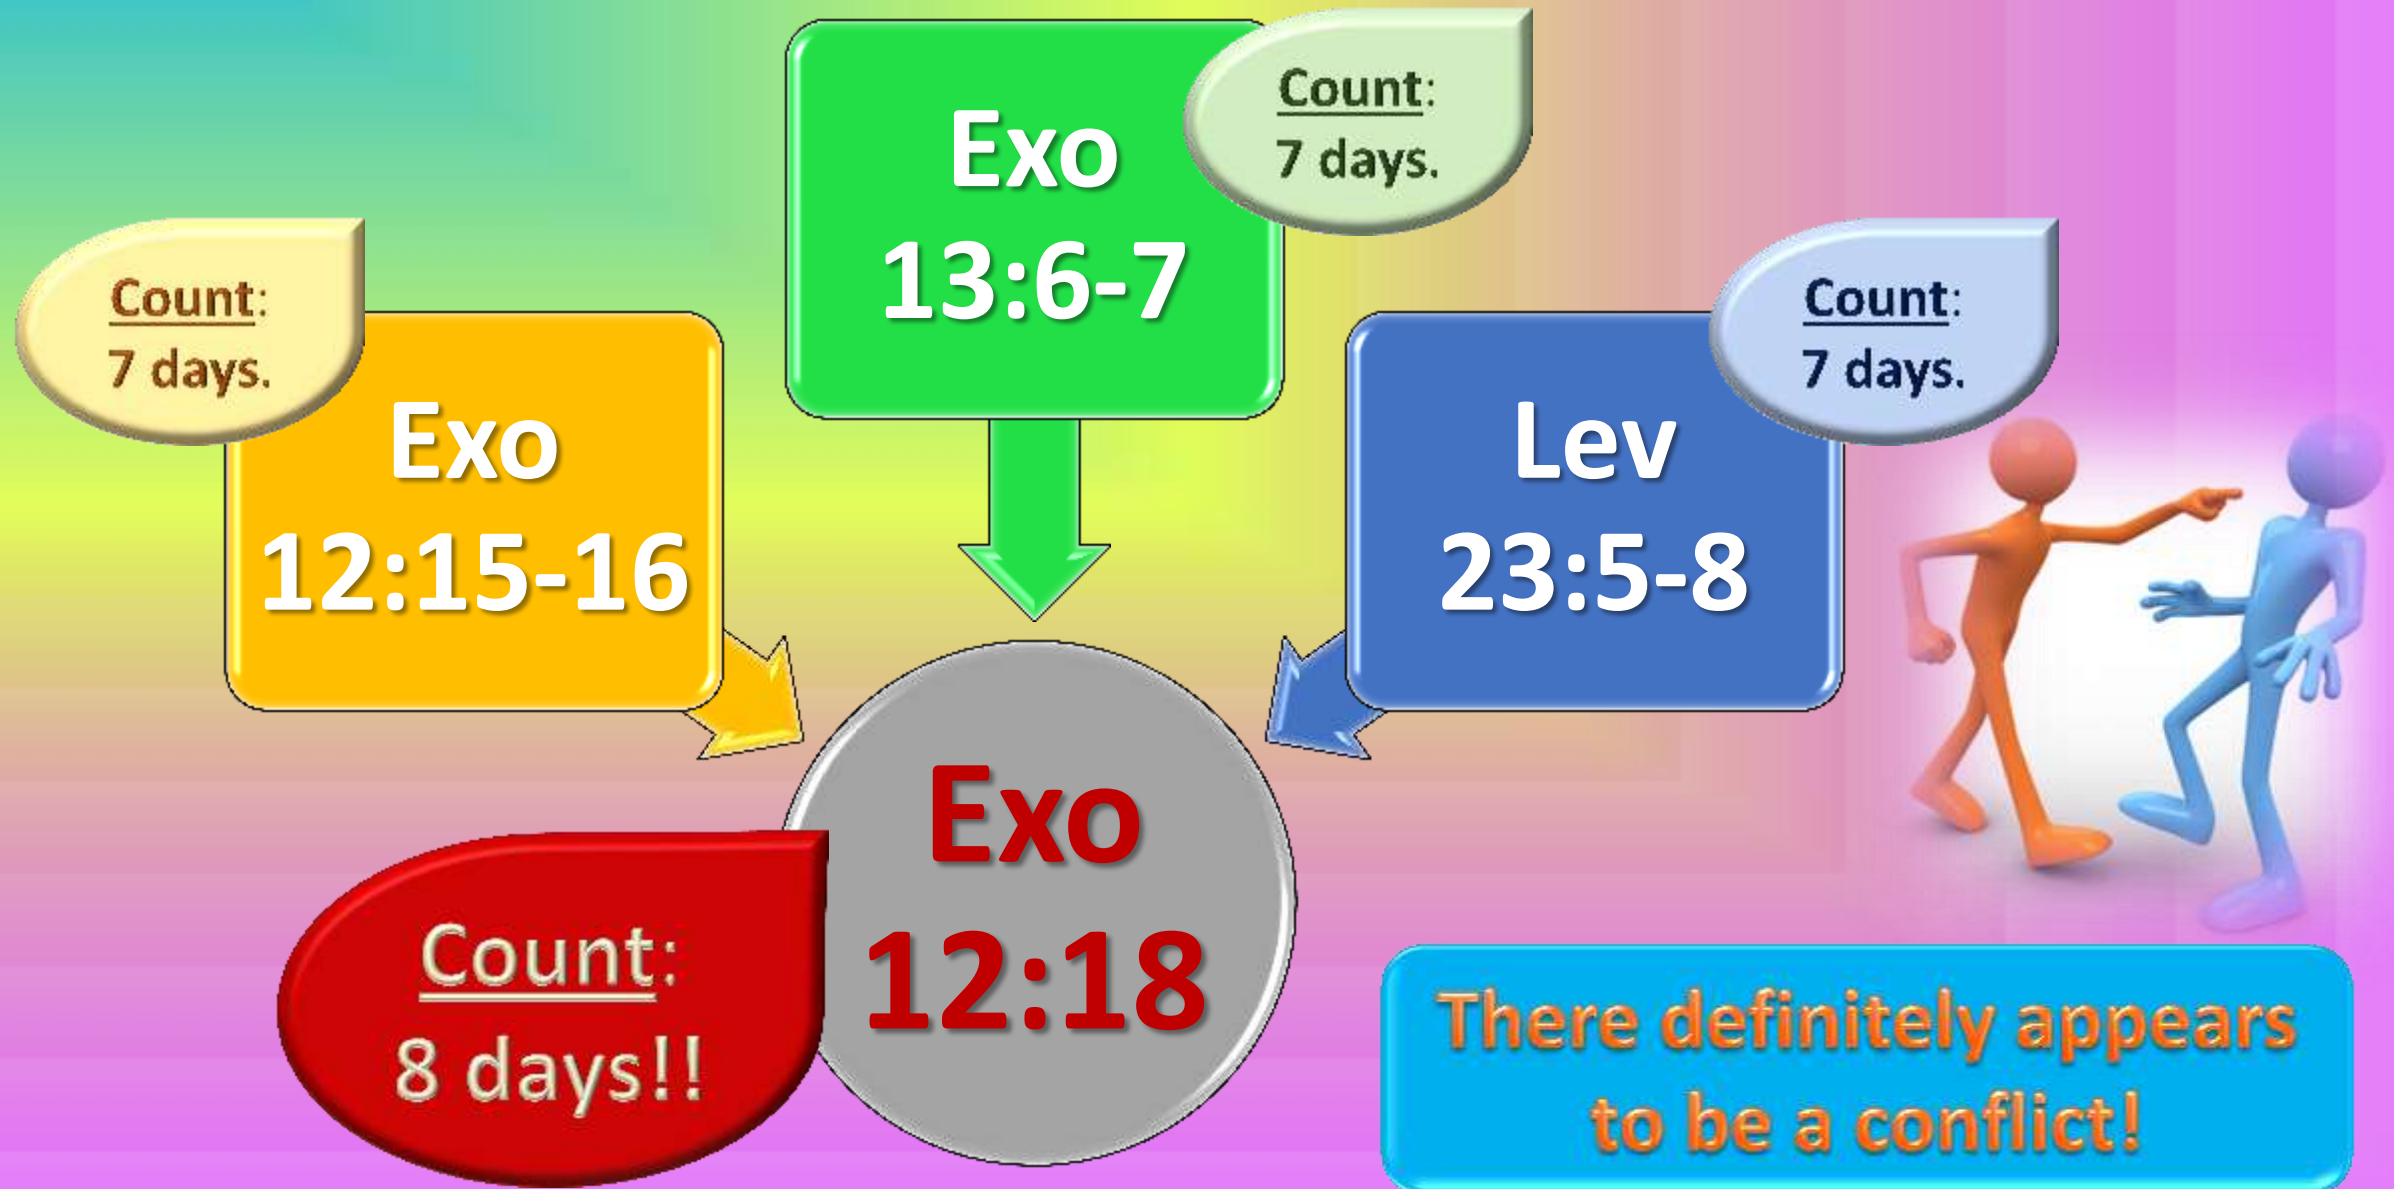 Exo
13:6-7
Count:
7 days.
Count:
7 days.
Exo
12:15-16
Count:
7 days.
Lev
23:5-8
Exo
12:18
Count:
8 days!!
There definitely appears
to be a conflict!